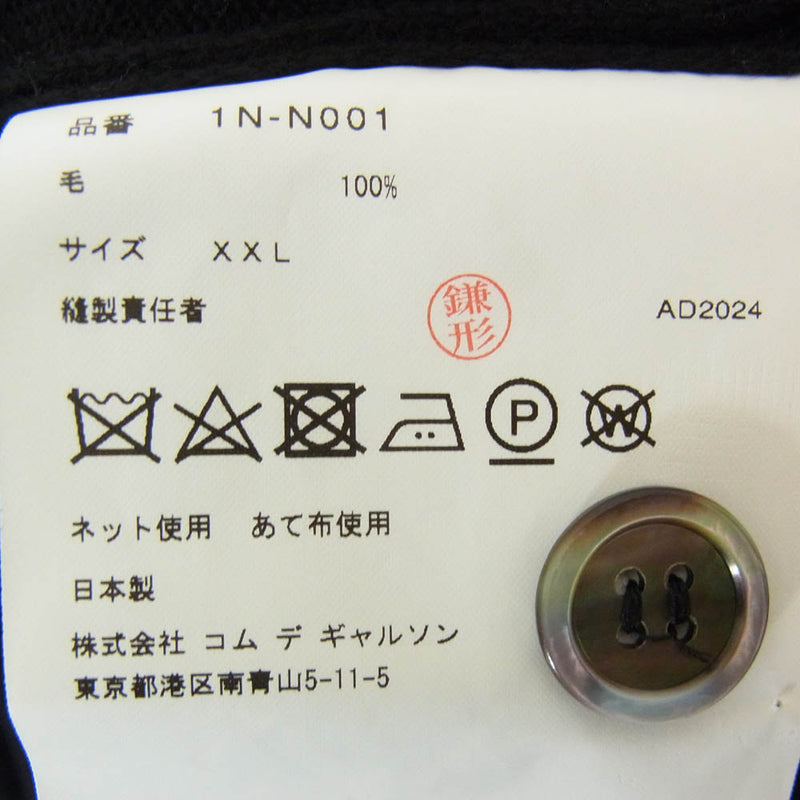 品番 1N-N001
毛 100%
サイズ XXL
縫製責任者 鎌形 AD2024
P W
ネット使用 あて布使用
日本製
株式会社 コム デ ギャルソン
東京都港区南青山5-11-5